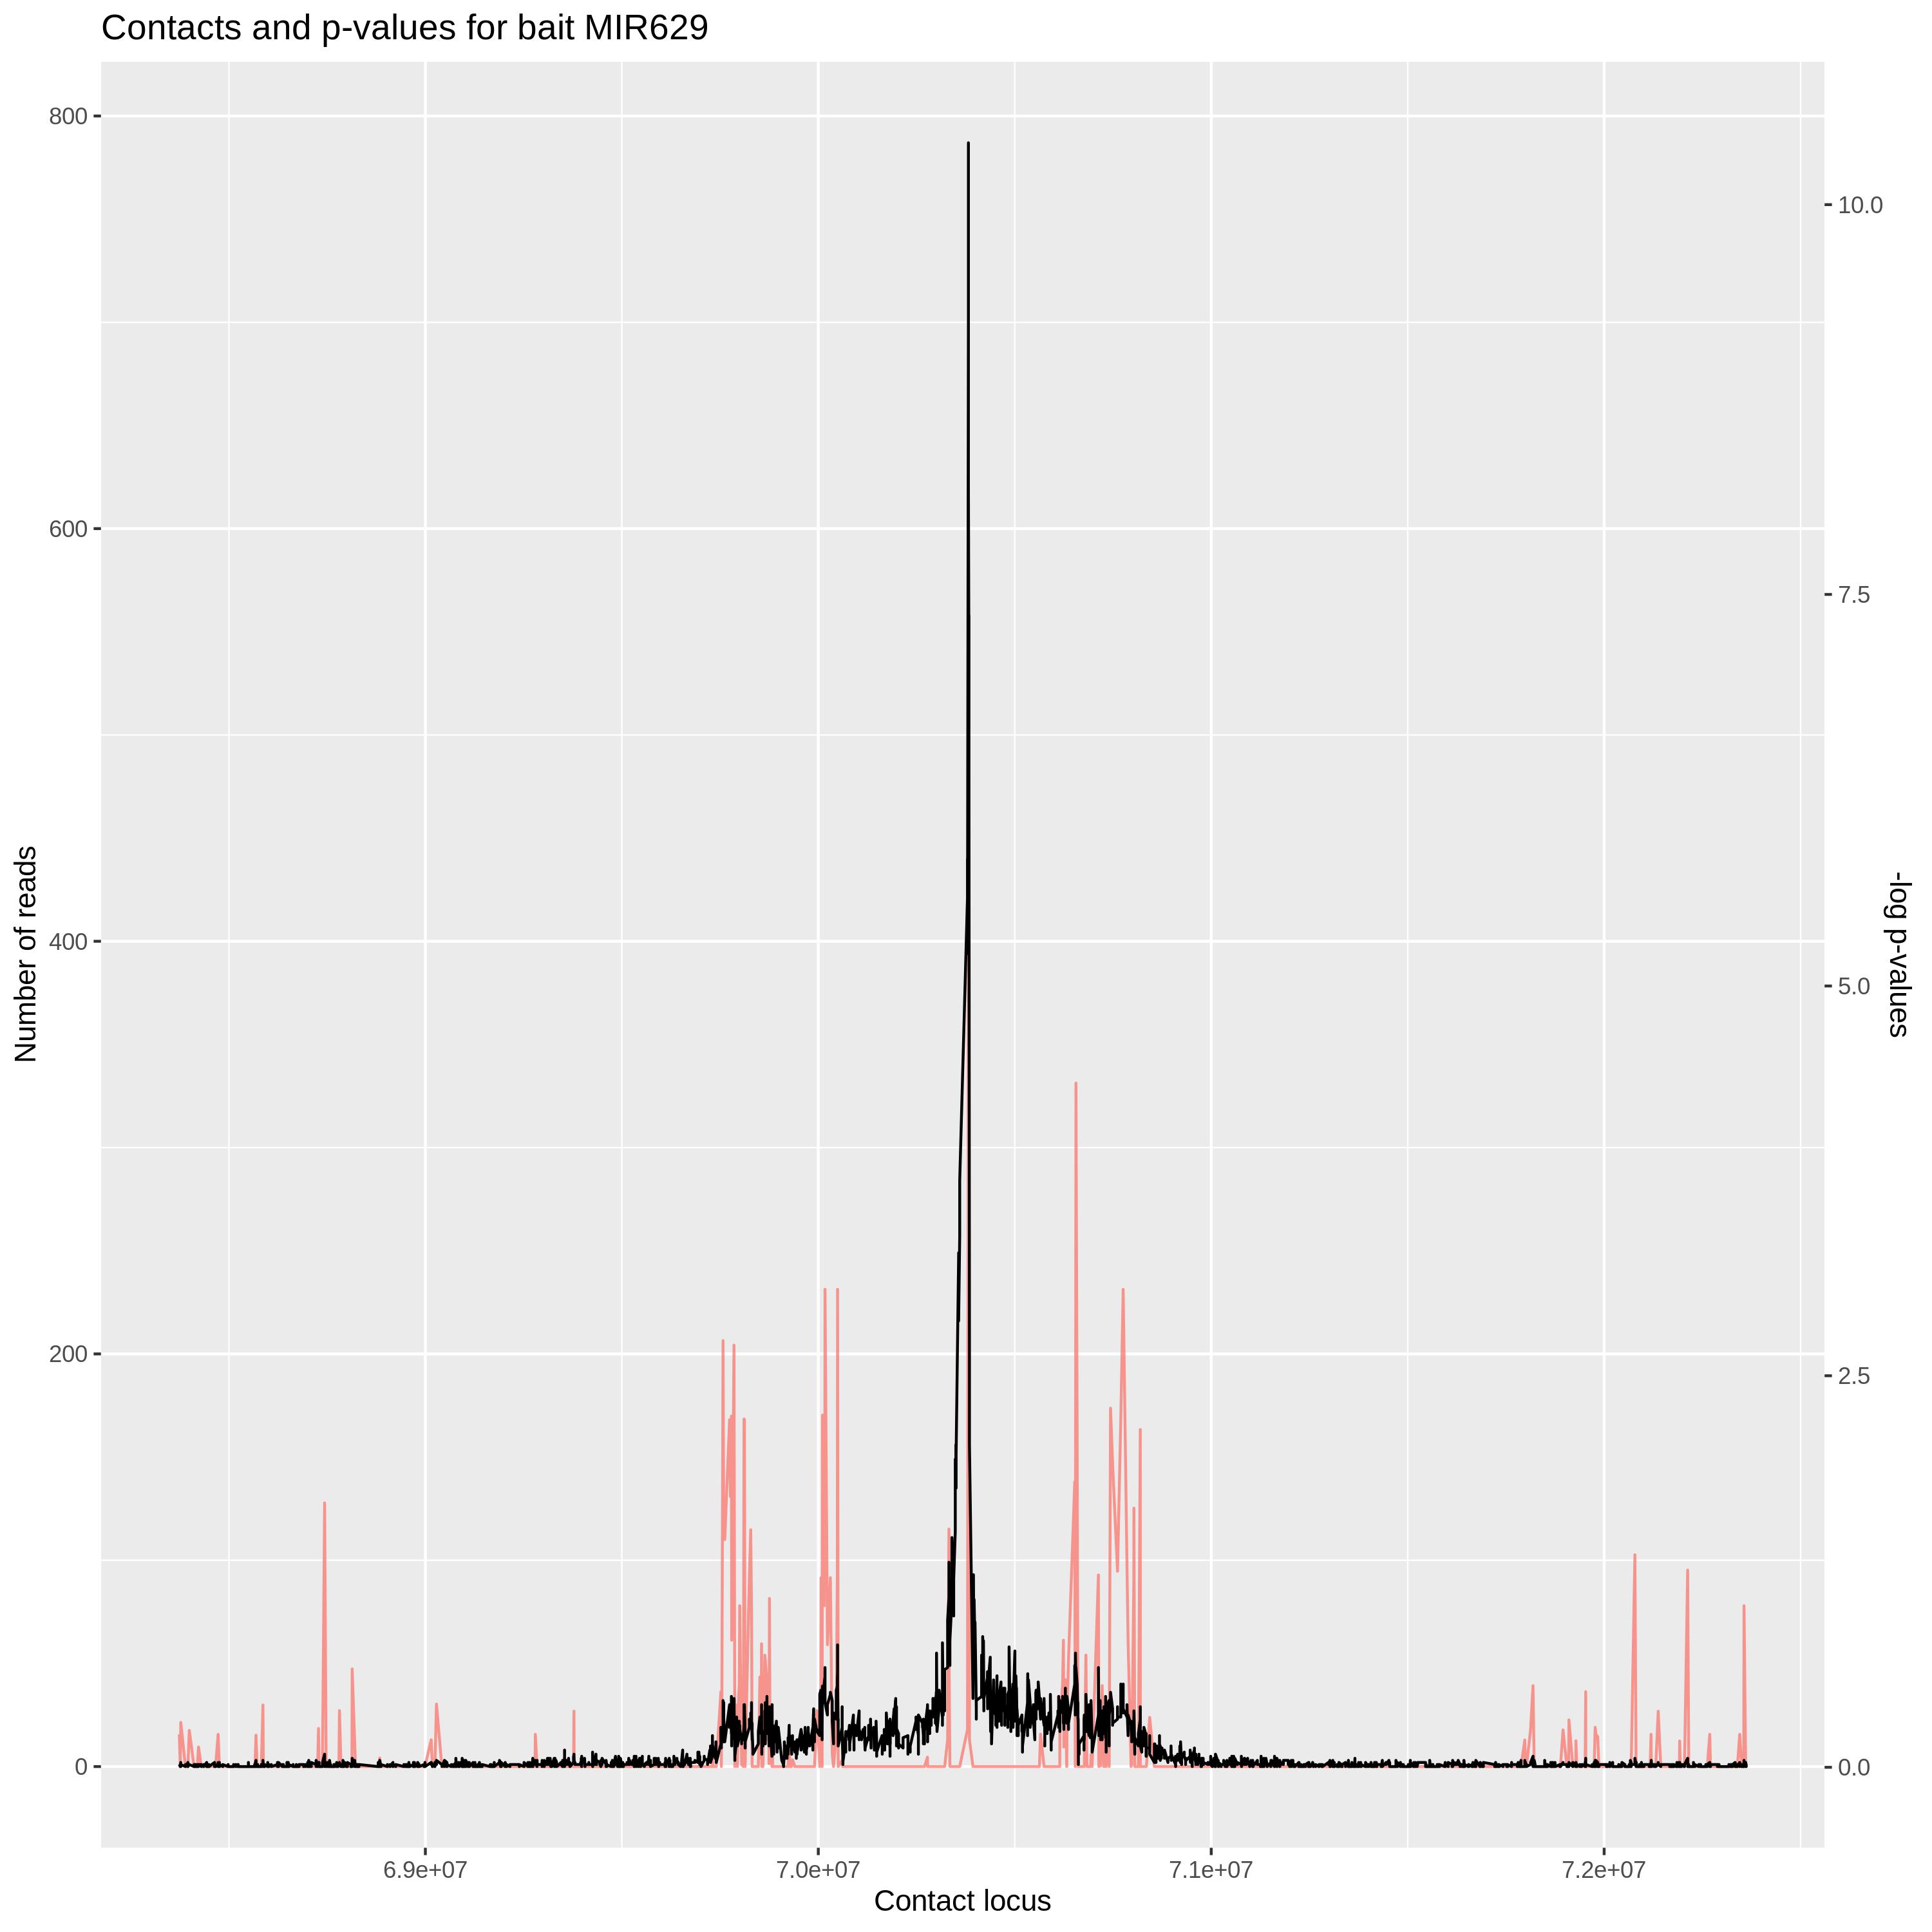 Contacts and p-values for bait MIR629
800
600
400
200
0
Number of reads
10.0
7.5
5.0
2.5
0.0
-log p-values
6.9e+07 7.0e+07 7.1e+07 7.2e+07
Contact locus